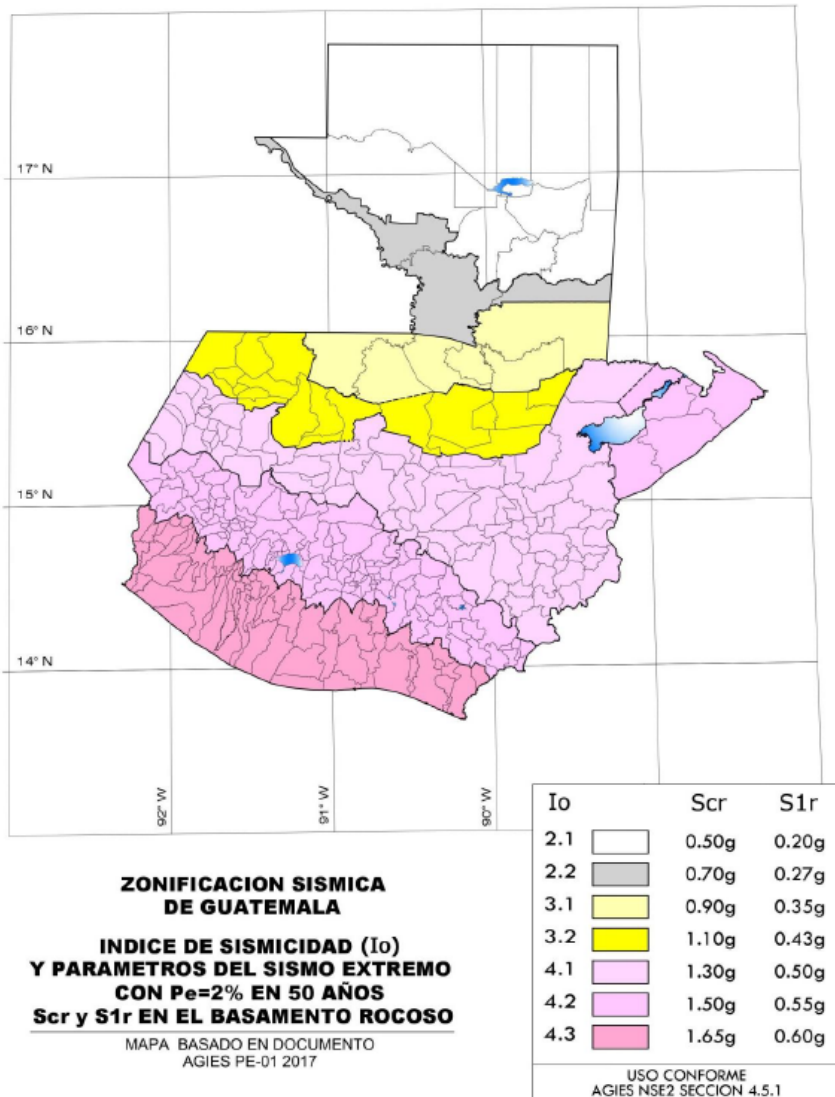 17° N
16° N
15° N
14° N
92° W
91° W
90° W
ZONIFICACION SISMICA
DE GUATEMALA
INDICE DE SISMICIDAD (Io)
Y PARAMETROS DEL SISMO EXTREMO
CON Pe=2% EN 50 AÑOS
Scr y S1r EN EL BASAMENTO ROCOSO
MAPA BASADO EN DOCUMENTO
AGIES PE-01 2017
Io Scr S1r
2.1 0.50g 0.20g
2.2 0.70g 0.27g
3.1 0.90g 0.35g
3.2 1.10g 0.43g
4.1 1.30g 0.50g
4.2 1.50g 0.55g
4.3 1.65g 0.60g
USO CONFORME
AGIES NSE2 SECCION 4.5.1